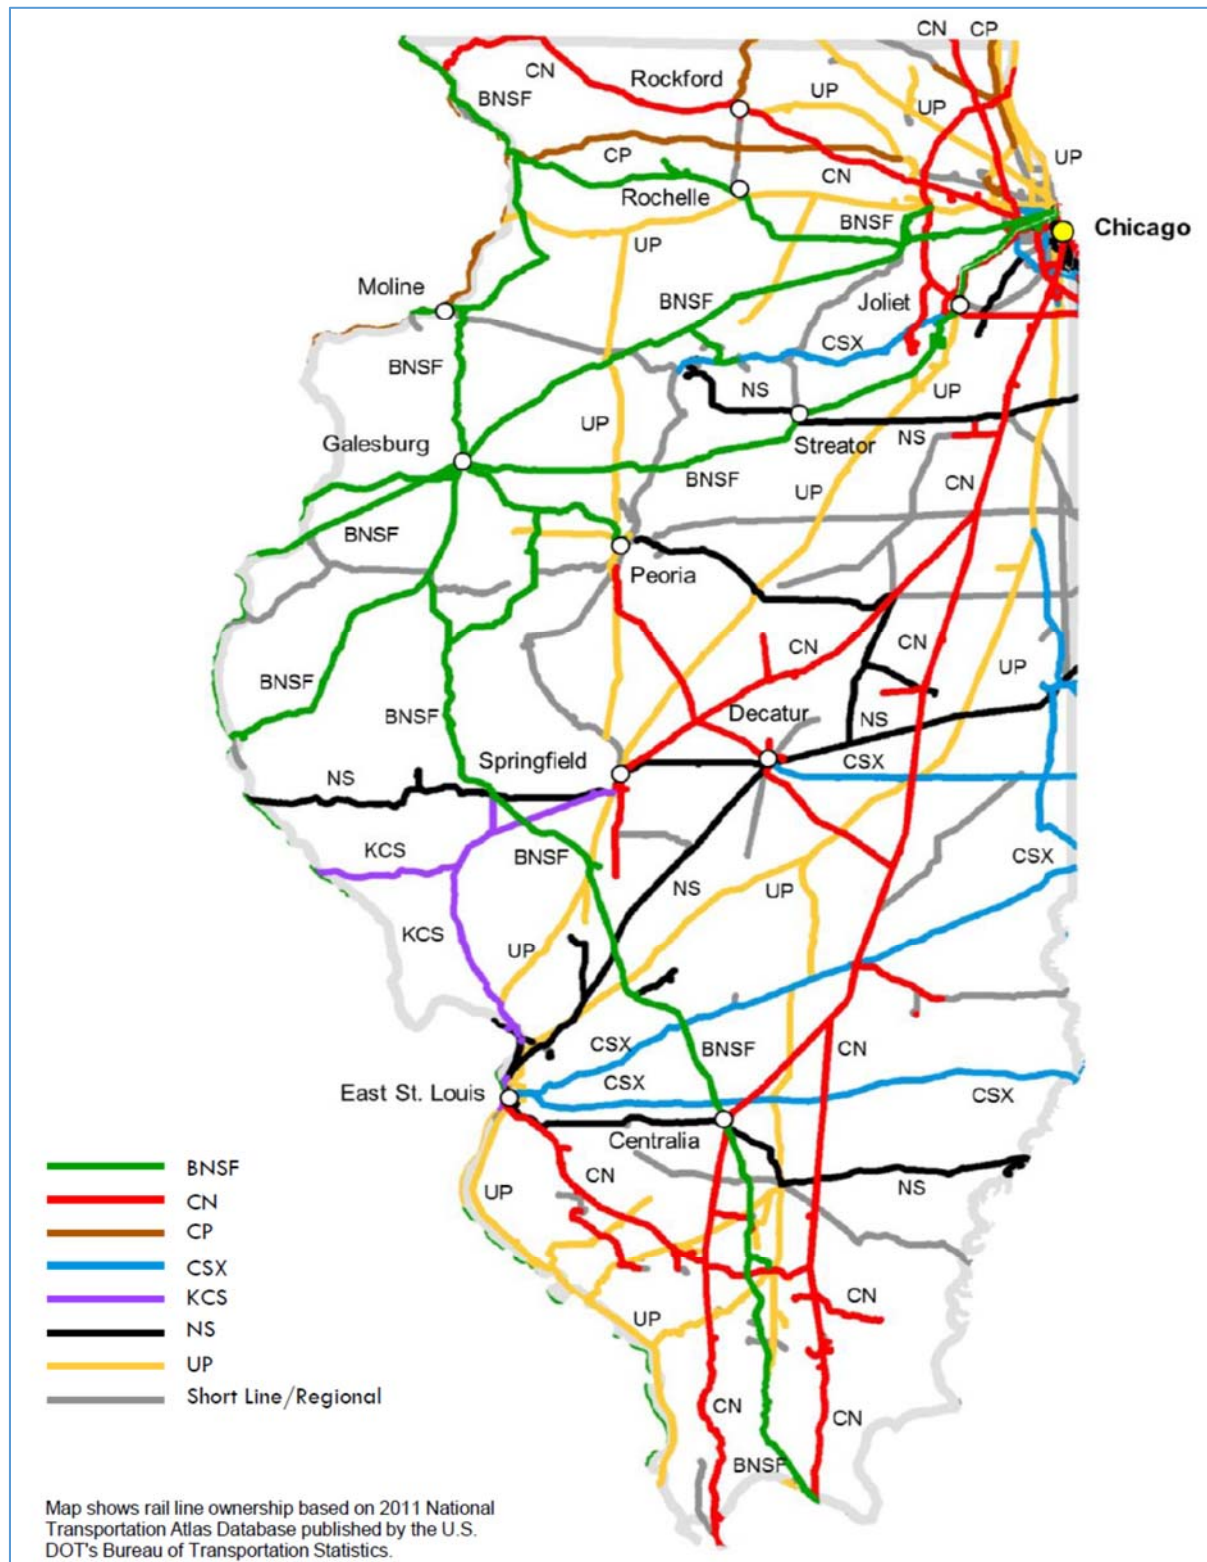 CN CP
CN
Rockford
UP
BNSF
UP
CP
UP
CN
Rochelle
BNSF
Chicago
UP
Moline
BNSF
Joliet
CSX
BNSF
NS
UP
UP
Galesburg
NS
Streator
BNSF
CN
UP
BNSF
Peoria
CN
CN
UP
BNSF
BNSF
Decatur
NS
Springfield
CSX
NS
KCS
BNSF
CSX
NS
UP
KCS
UP
CSX
BNSF
CN
CSX
East St. Louis
CSX
Centralia
CN
NS
UP
CN
UP
CN
CN
BNSF
BNSF
CN
CP
CSX
KCS
NS
UP
Short Line/Regional
Map shows rail line ownership based on 2011 National
Transportation Atlas Database published by the U.S.
DOT's Bureau of Transportation Statistics.